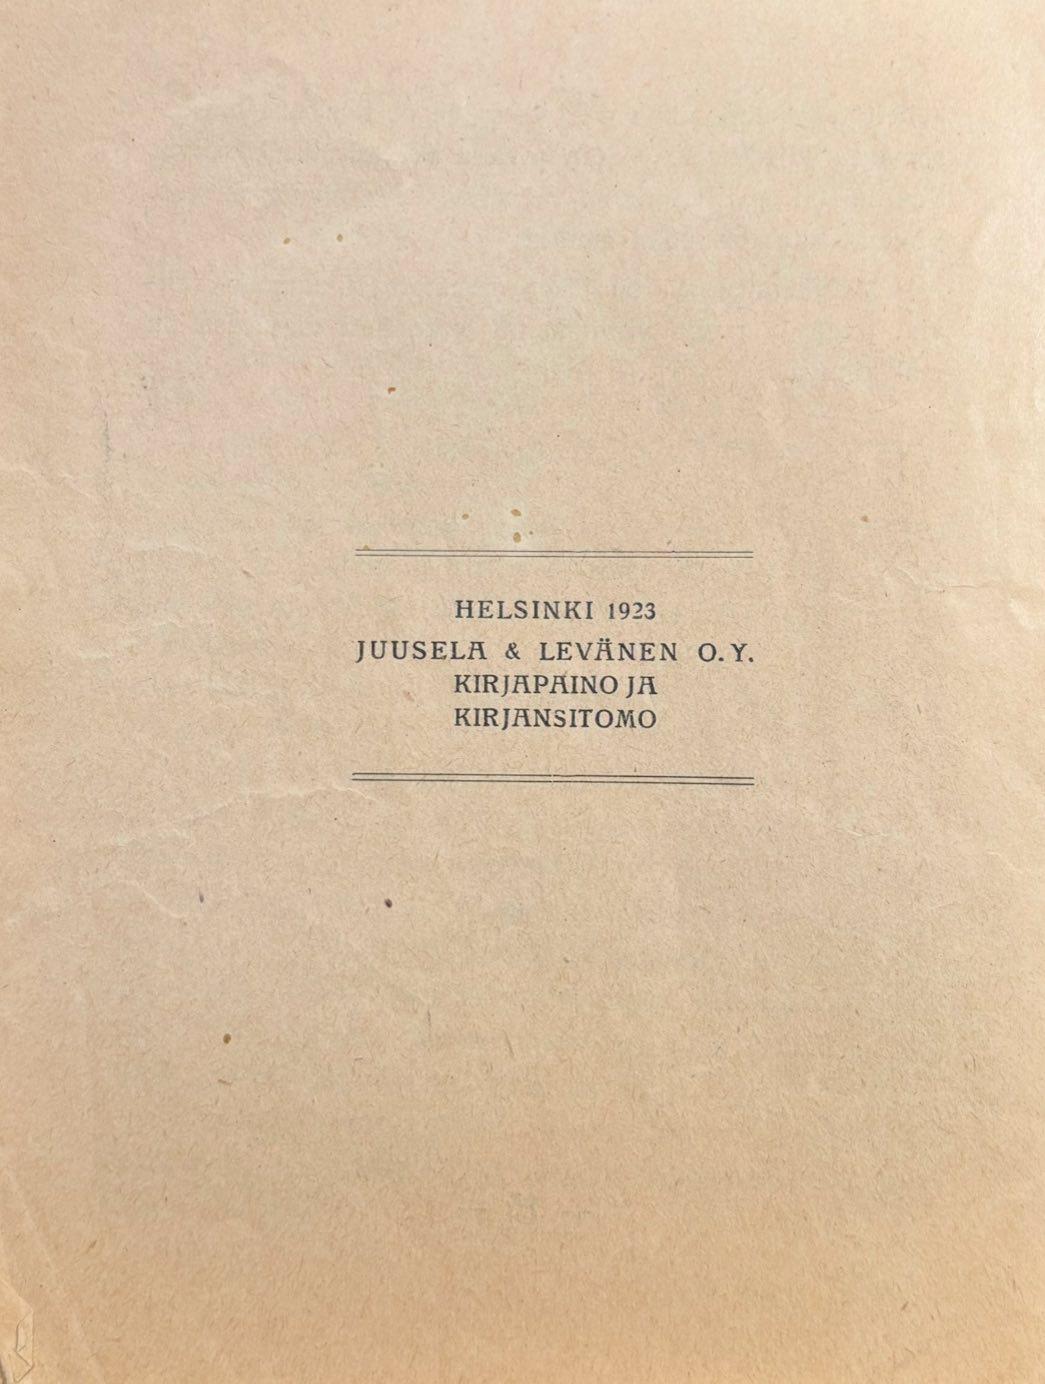 HELSINKI 1923
JUUSELA & LEVÄNEN O.Y.
KIRJAPAINO JA
KIRJANSITOMO